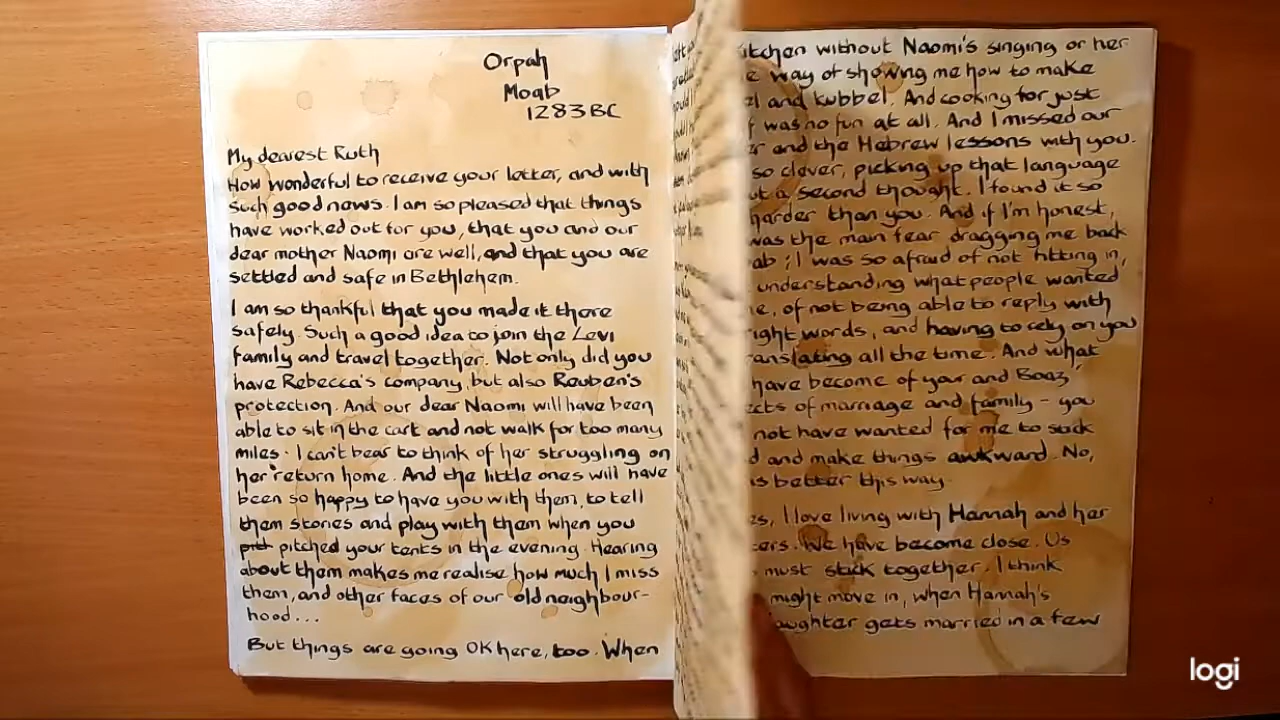 Orpah
Moab
1283 BC
My dearest Ruth
How wonderful to receive your letter, and with
such good news. I am so pleased that things
have worked out for you, that you and our
dear mother Naomi are well, and that you are
settled and safe in Bethlehem.
I am so thankful that you made it there
safely. Such a good idea to join the Levi
family and travel together. Not only did you
have Rebecca's company, but also Reuben's
protection. And our dear Naomi will have been
able to sit in the cart and not walk for too many
miles. I can't bear to think of her struggling on
her return home. And the little ones will have
been so happy to have you with them, to tell
them stories and play with them when you
pitched your tents in the evening. Hearing
about them makes me realise how much I miss
them, and other faces of our old neighbour-
hood...
But things are going OK here, too. When
itchen without Naomi's singing or her
way of showing me how to make
and kubbel. And cooking for just
was no fun at all. And I missed our
and the Hebrew lessons with you.
so clever, picking up that language
a second thought. I found it so
harder than you. And if I'm honest,
was the main fear dragging me back
ab; I was so afraid of not fitting in,
understanding what people wanted
e, of not being able to reply with
ight words, and having to rely on you
anslating all the time. And what
have become of your and Boaz'
cts of marriage and family - you
not have wanted for me to stick
d and make things awkward. No,
is better this way.
es, I love living with Hannah and her
ers. We have become close. Us
must stick together. I think
might move in, when Hannah's
aughter gets married in a few
logi